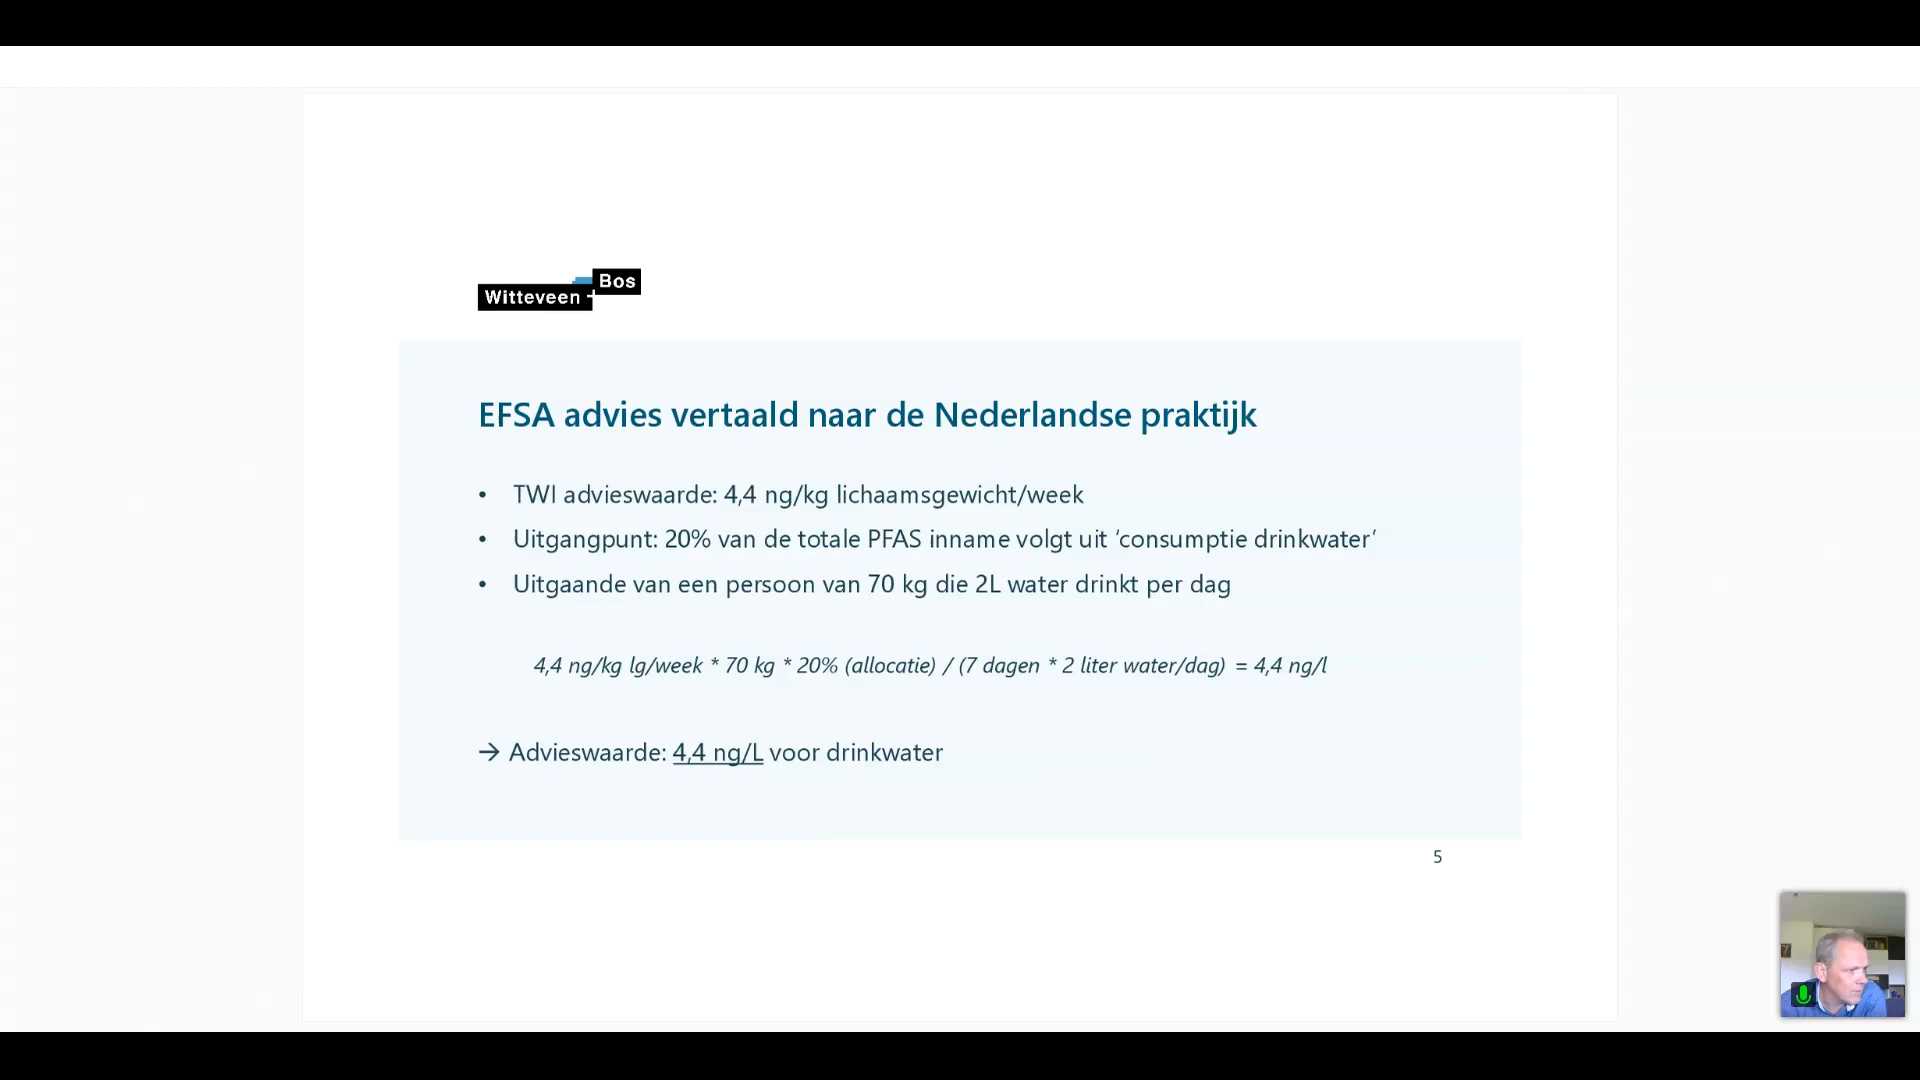 Witteveen + Bos
EFSA advies vertaald naar de Nederlandse praktijk
• TWI advieswaarde: 4,4 ng/kg lichaamsgewicht/week
• Uitgangpunt: 20% van de totale PFAS inname volgt uit ‘consumptie drinkwater’
• Uitgaande van een persoon van 70 kg die 2L water drinkt per dag
4,4 ng/kg lg/week * 70 kg * 20% (allocatie) / (7 dagen * 2 liter water/dag) = 4,4 ng/l
→ Advieswaarde: 4,4 ng/L voor drinkwater
5